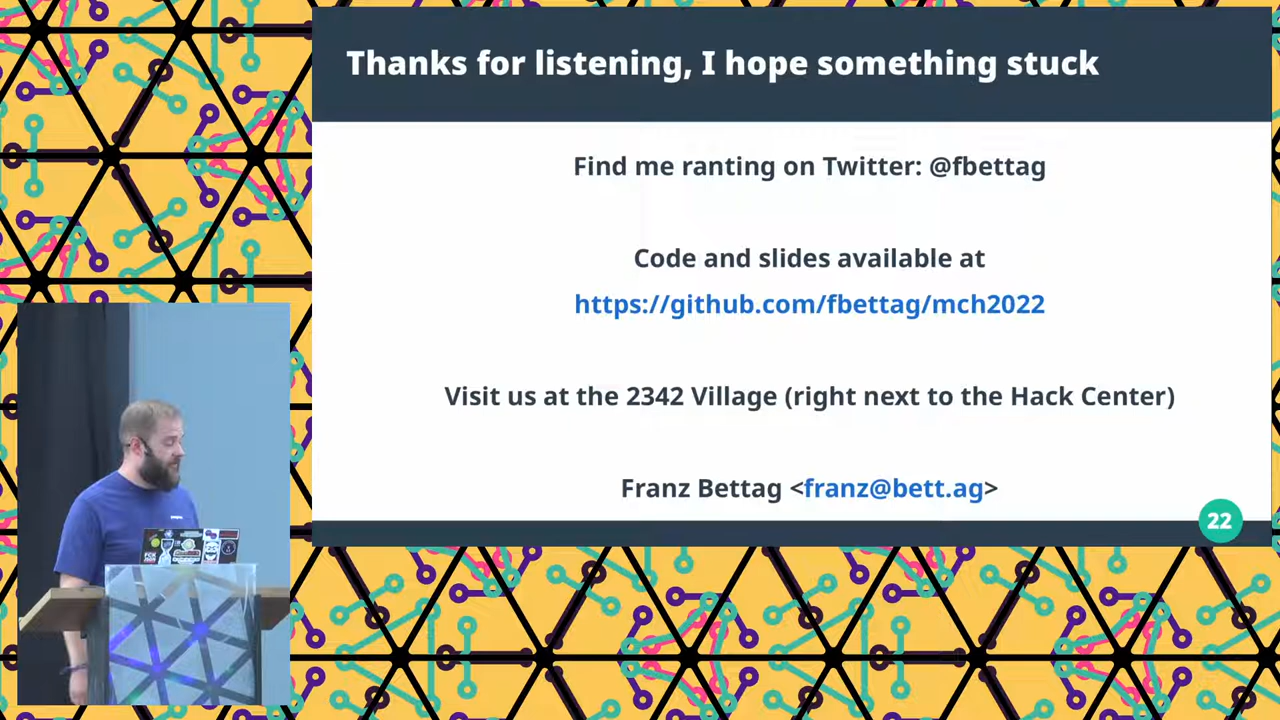 Thanks for listening, I hope something stuck
Find me ranting on Twitter: @fbettag
Code and slides available at
https://github.com/fbettag/mch2022
Visit us at the 2342 Village (right next to the Hack Center)
Franz Bettag <franz@bett.ag>
22